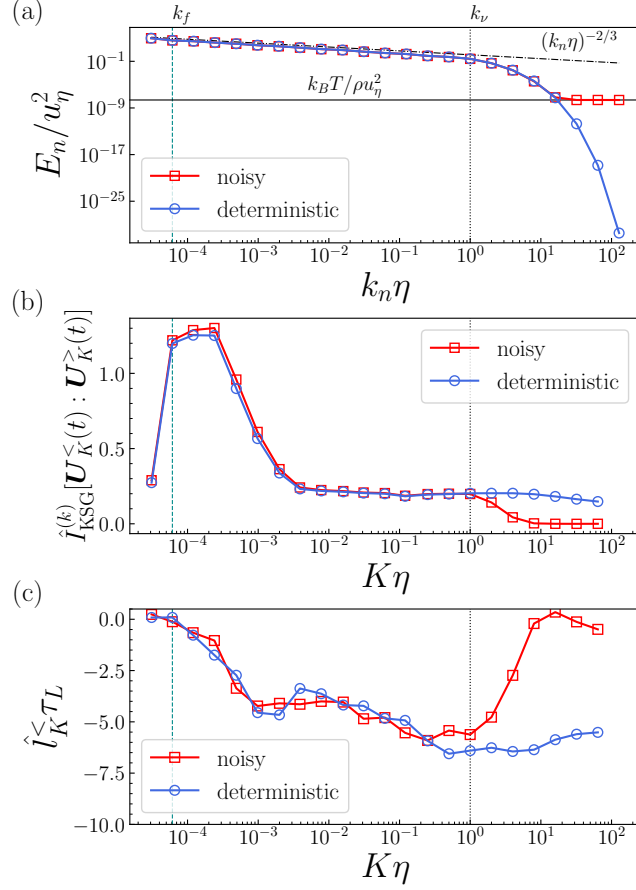 (a)
k_f
k_ν
(k_nη)^{-2/3}
k_BT/ρu_η^2
E_n/u_η^2
10^{-1}
10^{-9}
10^{-17}
10^{-25}
noisy
deterministic
10^{-4} 10^{-3} 10^{-2} 10^{-1} 10^0 10^1 10^2
k_nη
(b)
Î_{KSG}^{(k)}[U_K^<(t) : U_K^>(t)]
1.0
0.5
0.0
noisy
deterministic
10^{-4} 10^{-3} 10^{-2} 10^{-1} 10^0 10^1 10^2
Kη
(c)
l̂_K^< τ_L
0.0
−2.5
−5.0
−7.5
−10.0
noisy
deterministic
10^{-4} 10^{-3} 10^{-2} 10^{-1} 10^0 10^1 10^2
Kη